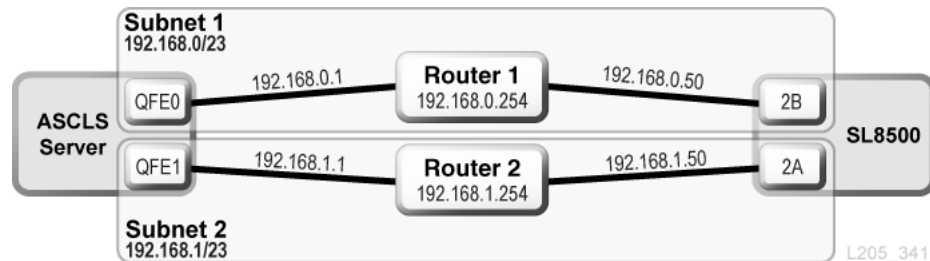 Subnet 1
192.168.0/23
ASCLS
Server
QFE0
192.168.0.1
Router 1
192.168.0.254
192.168.0.50
2B
SL8500
QFE1
192.168.1.1
Router 2
192.168.1.254
192.168.1.50
2A
Subnet 2
192.168.1/23
L205_341